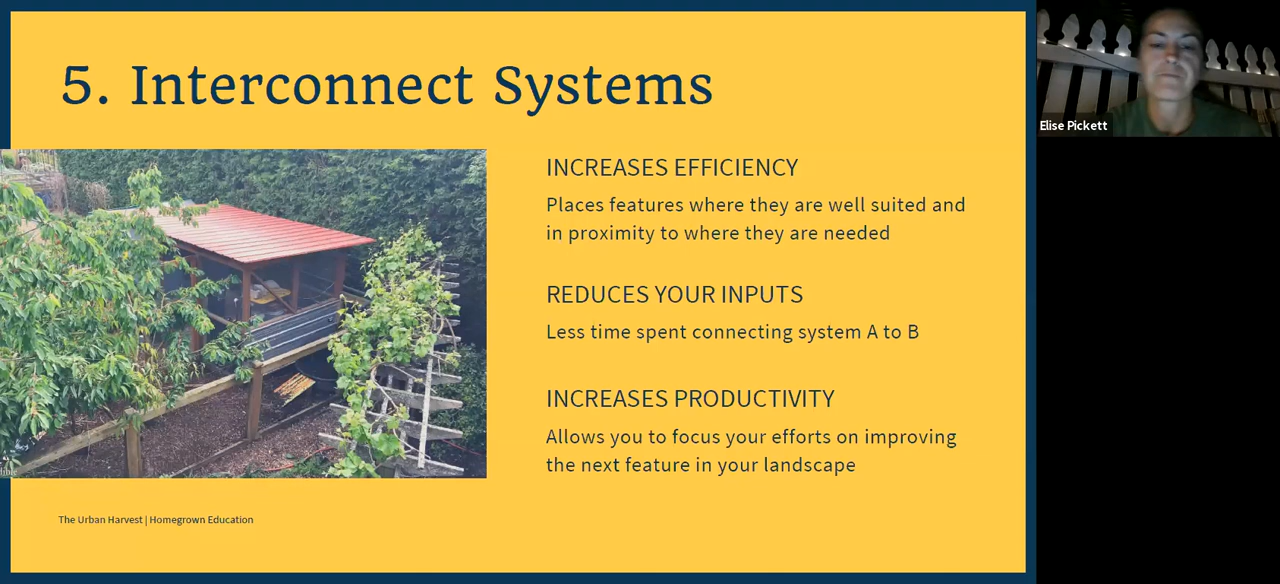 5. Interconnect Systems
INCREASES EFFICIENCY
Places features where they are well suited and
in proximity to where they are needed
REDUCES YOUR INPUTS
Less time spent connecting system A to B
INCREASES PRODUCTIVITY
Allows you to focus your efforts on improving
the next feature in your landscape
The Urban Harvest | Homegrown Education
Elise Pickett